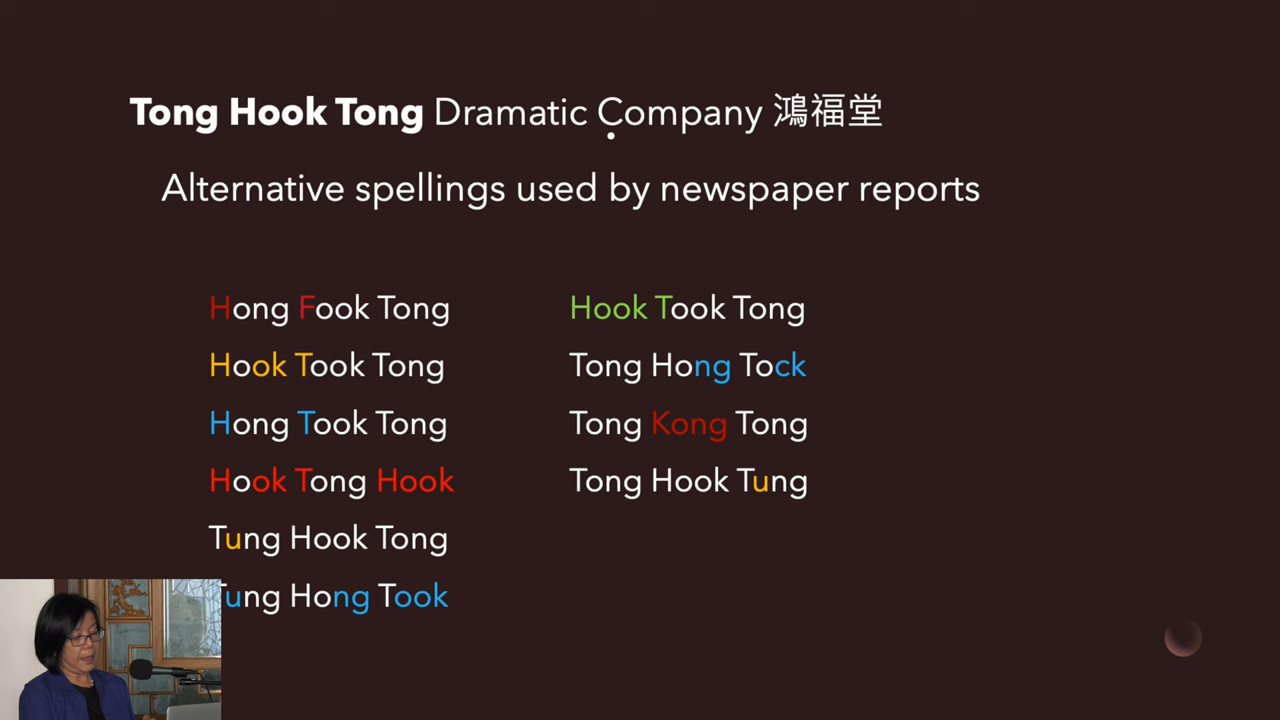 Tong Hook Tong Dramatic Company 鴻福堂
Alternative spellings used by newspaper reports
Hong Fook Tong
Hook Took Tong
Hong Took Tong
Hook Tong Hook
Tung Hook Tong
Tung Hong Took
Hook Took Tong
Tong Hong Tock
Tong Kong Tong
Tong Hook Tung